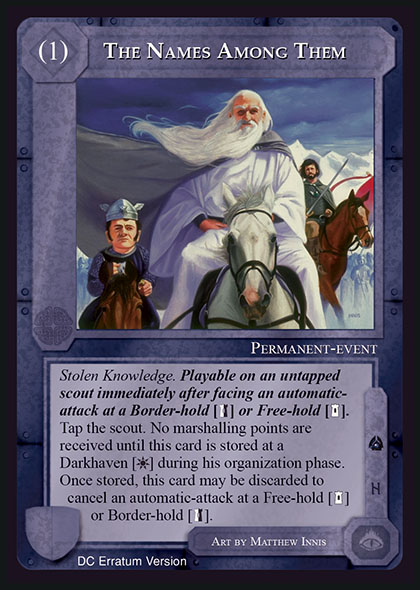 (1)
The Names Among Them
Permanent-event
Stolen Knowledge. Playable on an untapped
scout immediately after facing an automatic-
attack at a Border-hold [ ] or Free-hold [ ].
Tap the scout. No marshalling points are
received until this card is stored at a
Darkhaven [ ] during his organization phase.
Once stored, this card may be discarded to
cancel an automatic-attack at a Free-hold [ ]
or Border-hold [ ].
Art by Matthew Innis
DC Erratum Version